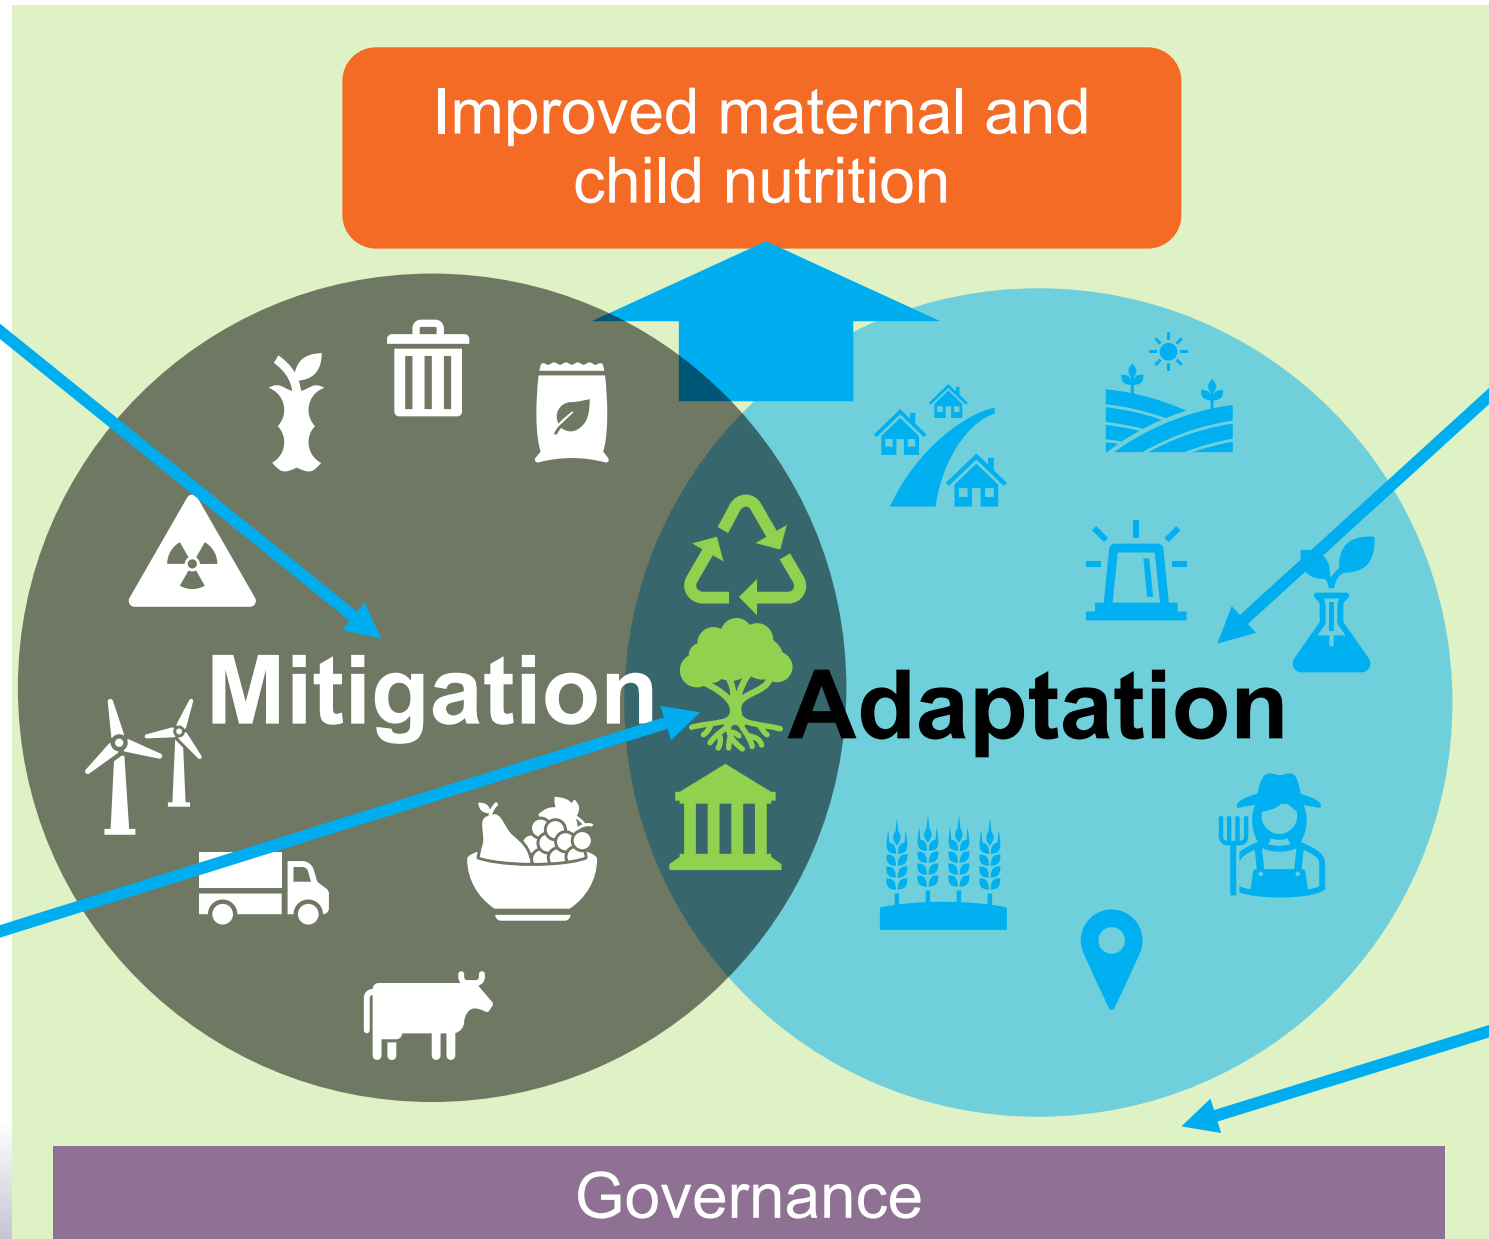 Improved maternal and
child nutrition
Mitigation
Adaptation
Governance